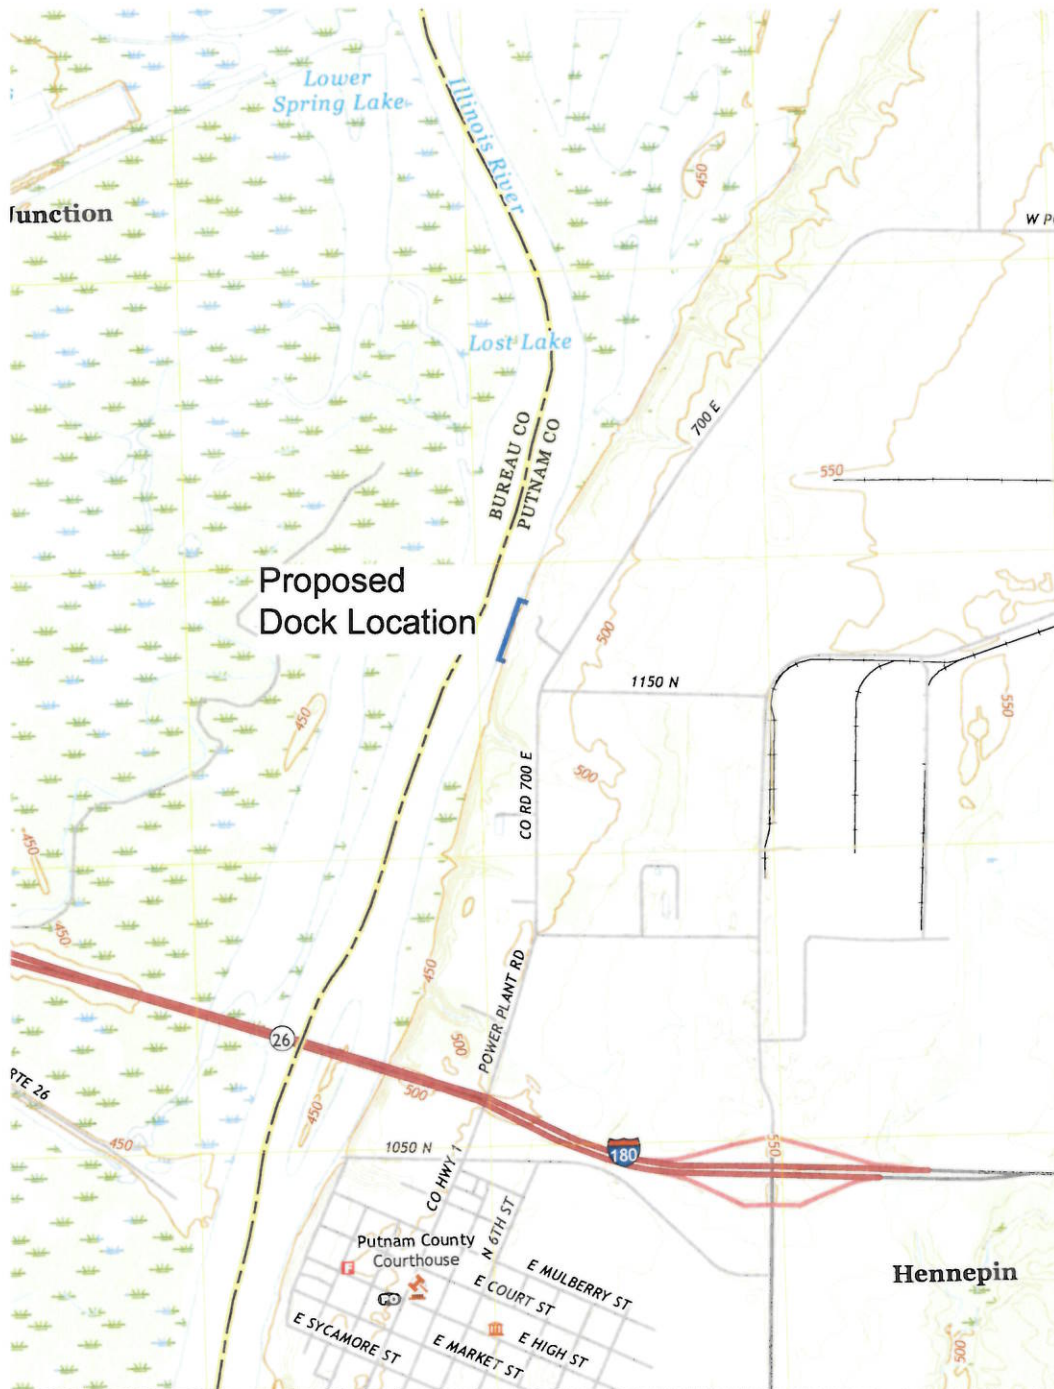 Lower
Spring Lake
Illinois River
450
Junction
W P
Lost Lake
700 E
BUREAU CO
PUTNAM CO
550
Proposed
Dock Location
500
1150 N
450
550
500
CO RD 700 E
450
450
450
POWER PLANT RD
500
26
RTE 26
500
450
450
1050 N
180
550
CO HWY 1
N 6TH ST
Putnam County
Courthouse
F
PO
E MULBERRY ST
E COURT ST
Hennepin
E SYCAMORE ST
E MARKET ST
E HIGH ST
500